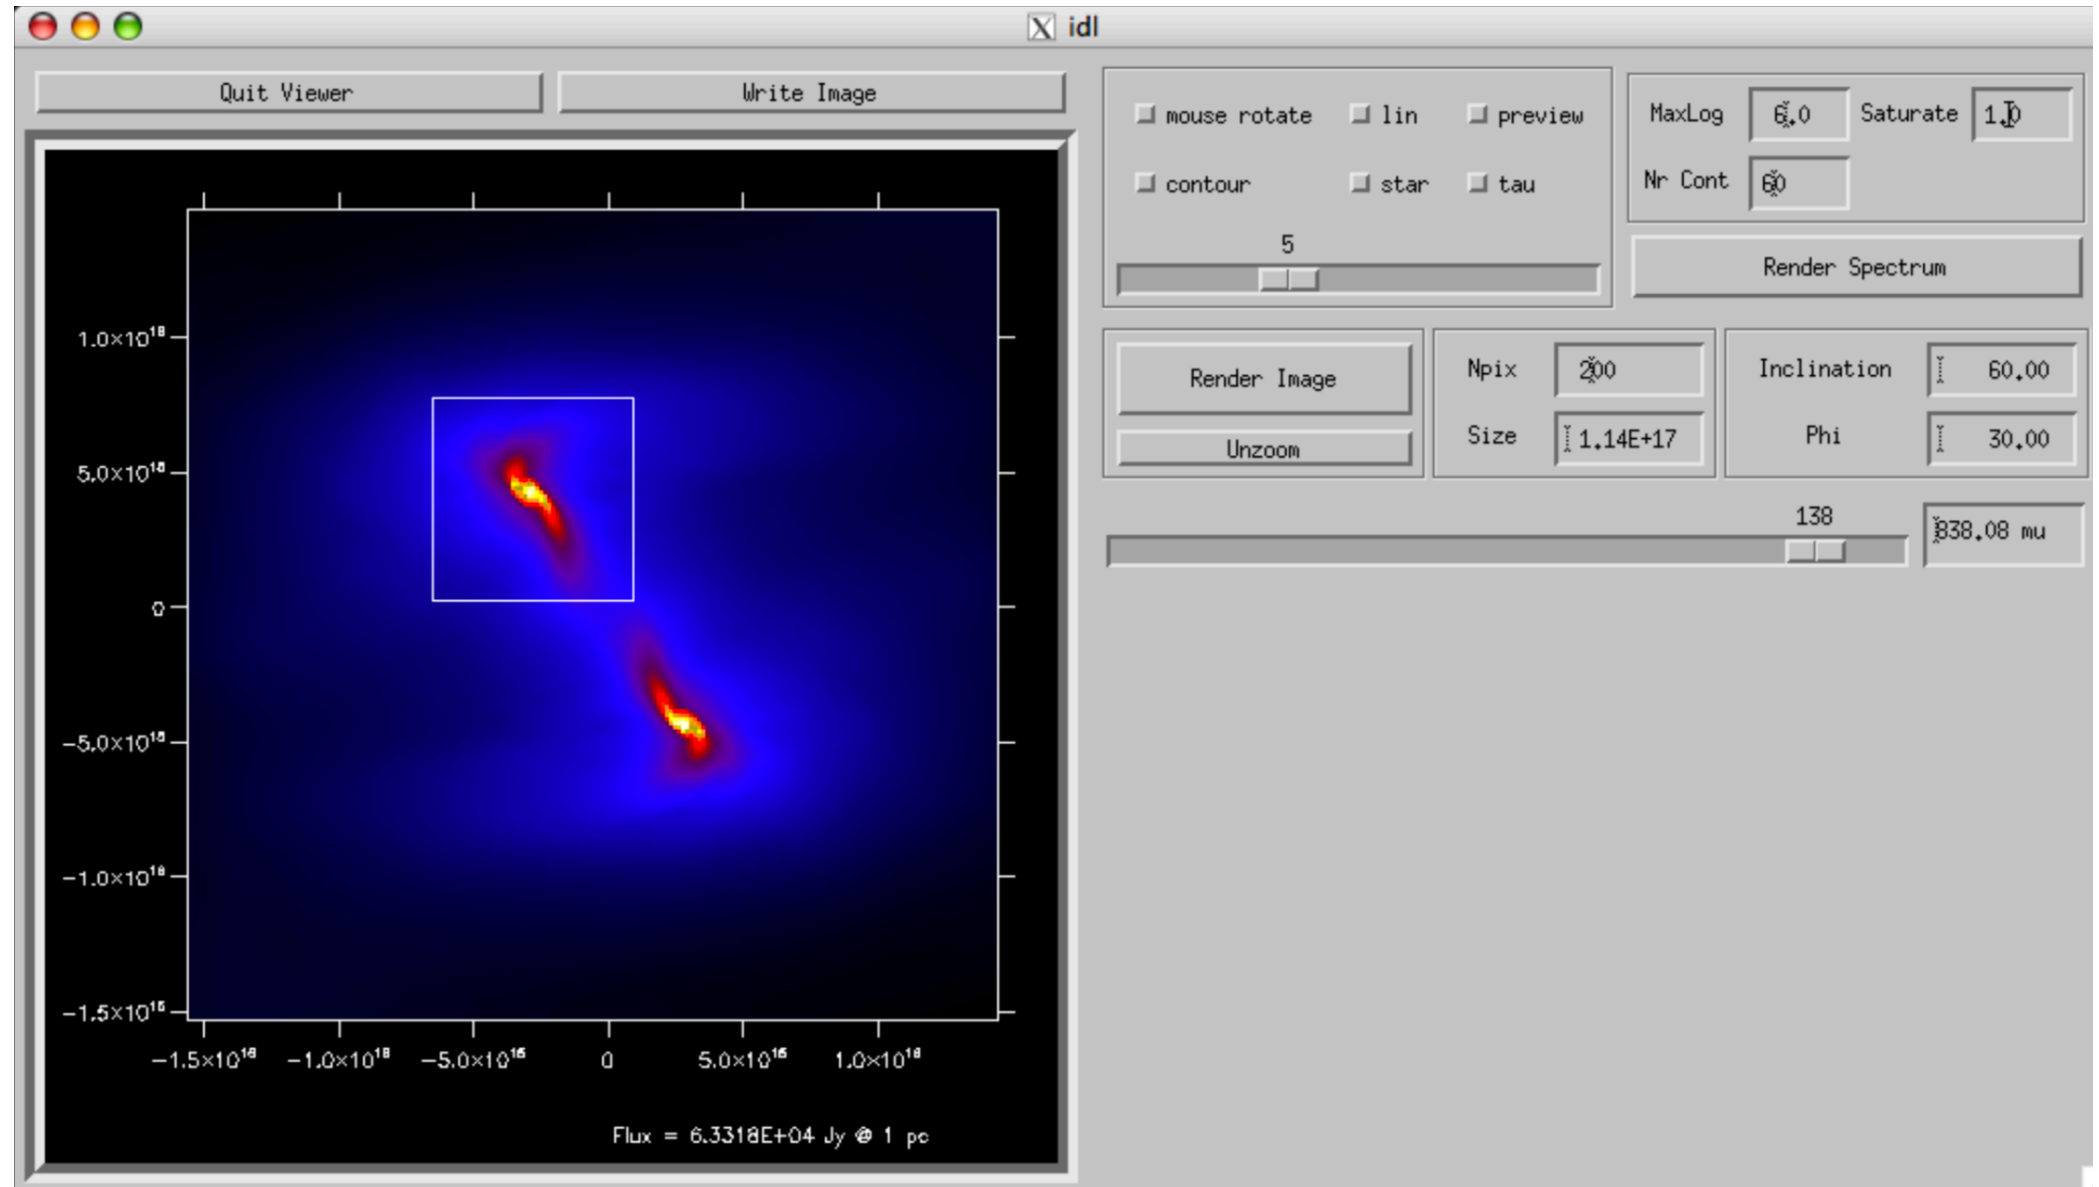 X idl
Quit Viewer
Write Image
mouse rotate lin preview
contour star tau
5
MaxLog 6.0 Saturate 1.0
Nr Cont 60
Render Spectrum
Render Image
Unzoom
Npix 200
Size 1.14E+17
Inclination 60.00
Phi 30.00
138
838.08 mu
1.0×10¹⁶
5.0×10¹⁵
0
−5.0×10¹⁵
−1.0×10¹⁶
−1.5×10¹⁶
−1.5×10¹⁶ −1.0×10¹⁶ −5.0×10¹⁵ 0 5.0×10¹⁵ 1.0×10¹⁶
Flux = 6.3318E+04 Jy @ 1 pc